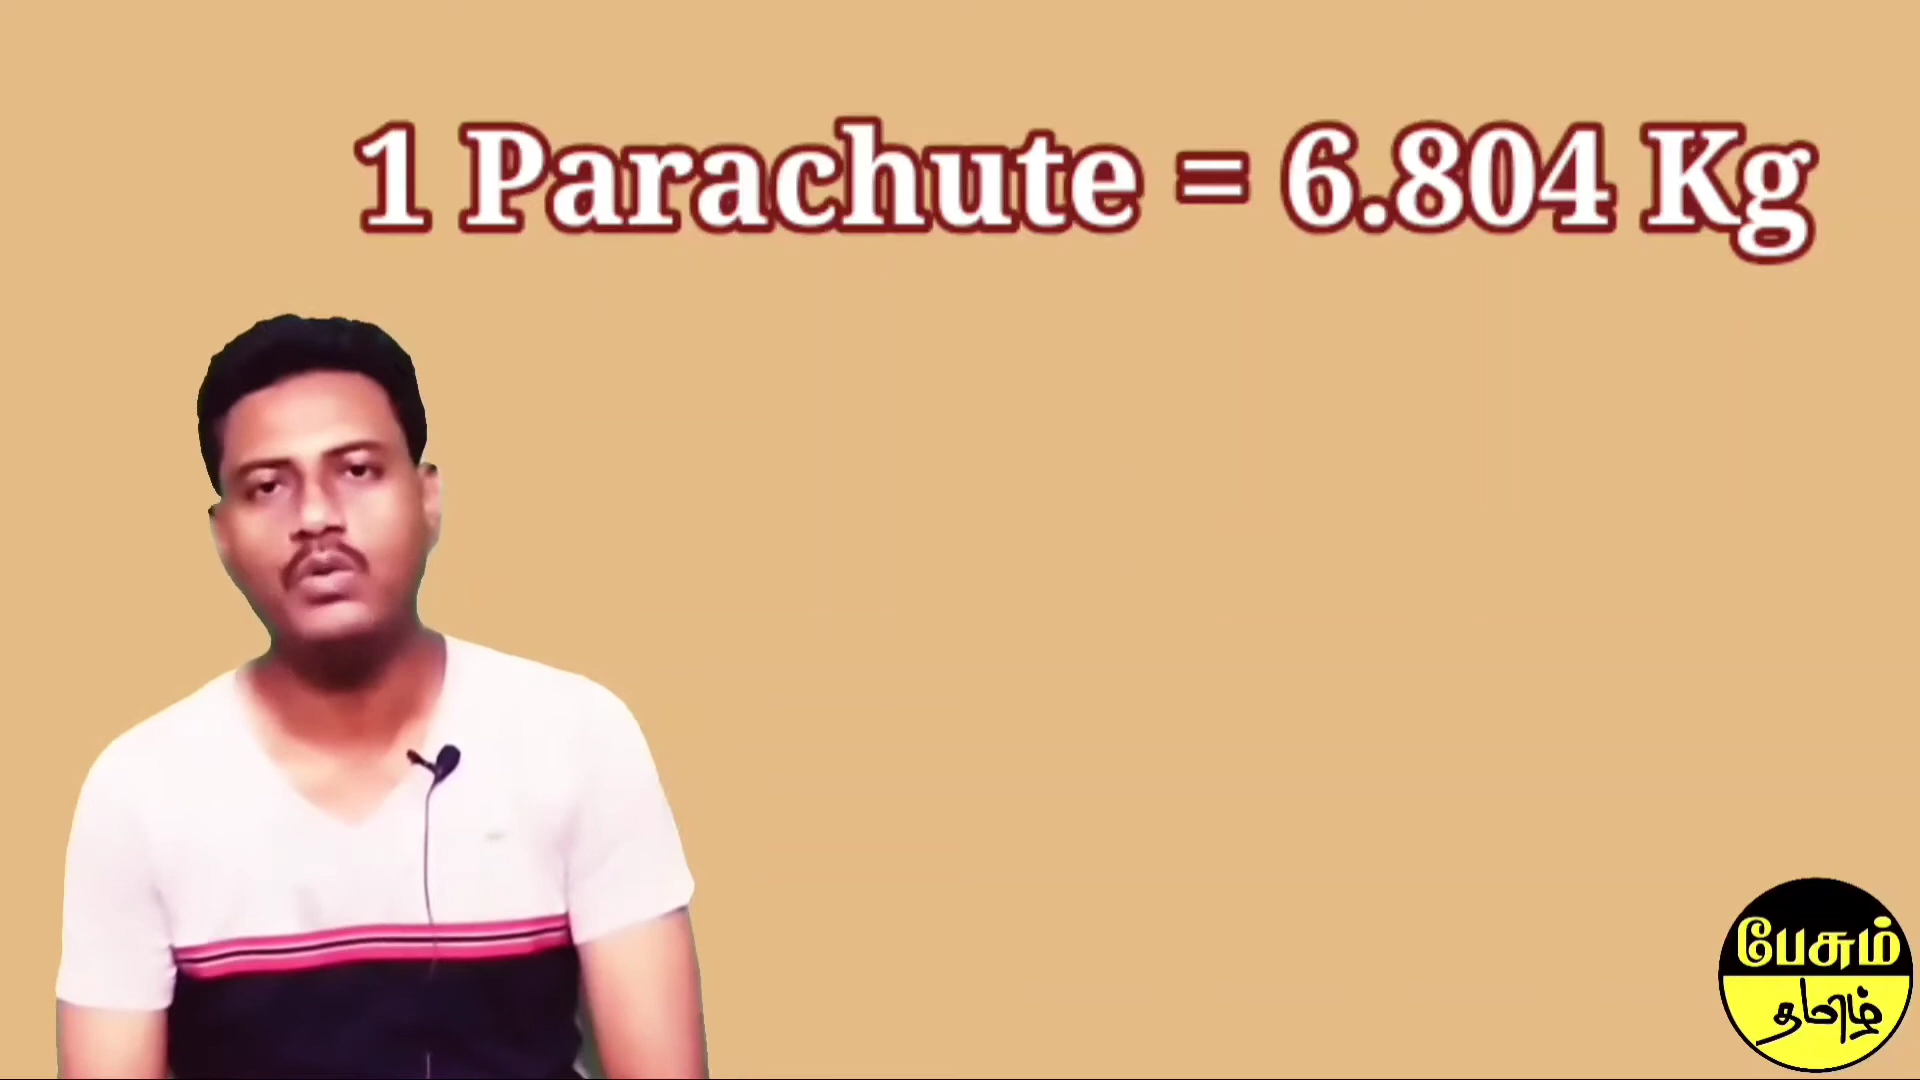 1 Parachute = 6.804 Kg
பேசும்
தமிழ்